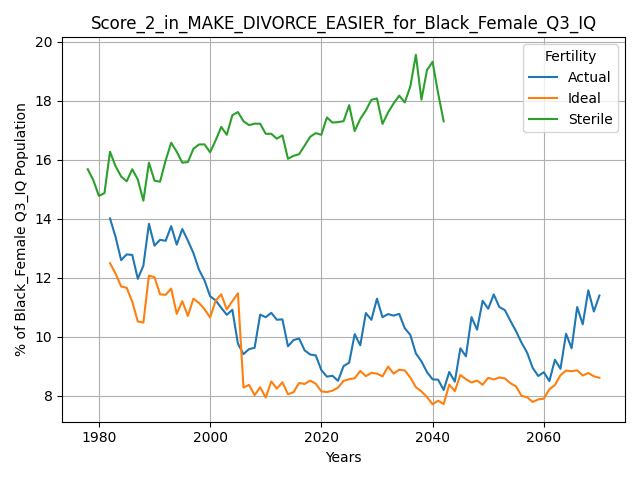 Score_2_in_MAKE_DIVORCE_EASIER_for_Black_Female_Q3_IQ
% of Black_Female Q3_IQ Population
20
18
16
14
12
10
8
Fertility
Actual
Ideal
Sterile
1980
2000
2020
2040
2060
Years